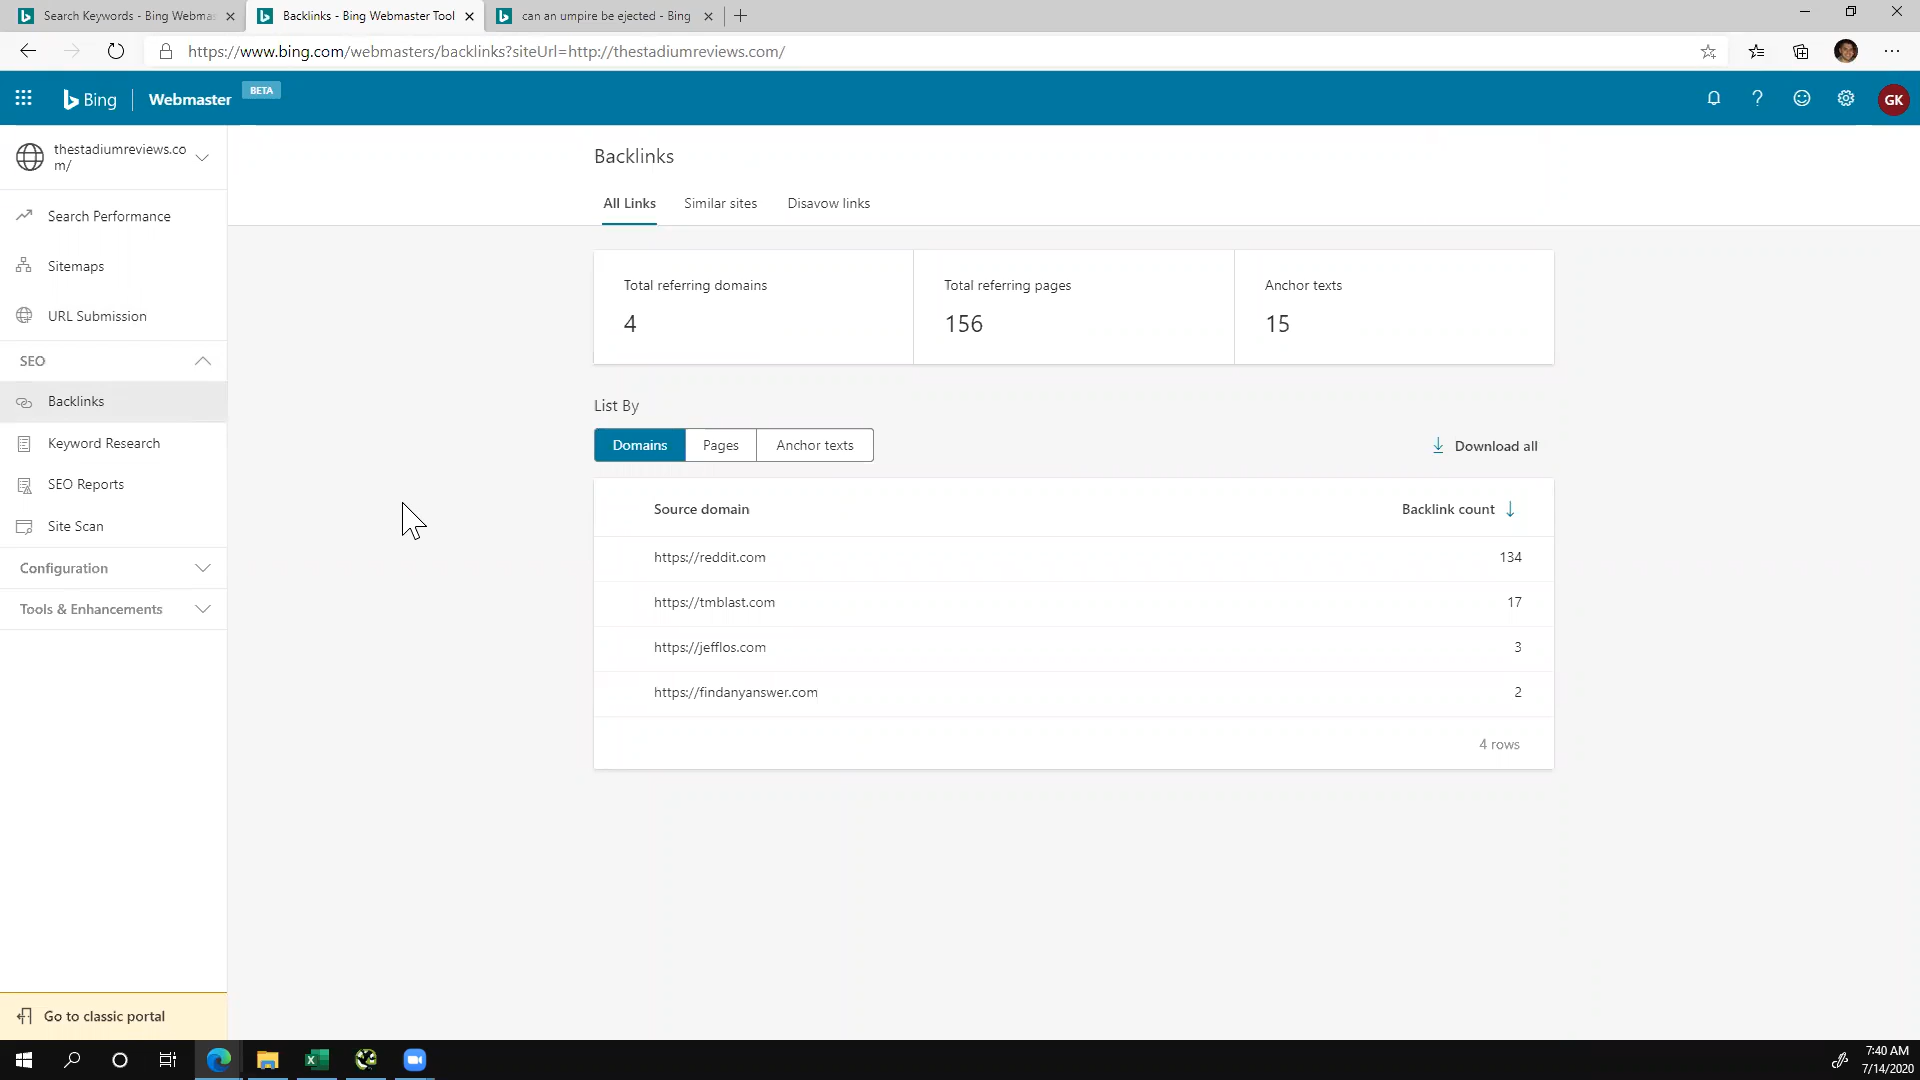 Search Keywords - Bing Webmas
Backlinks - Bing Webmaster Tool
can an umpire be ejected - Bing
https://www.bing.com/webmasters/backlinks?siteUrl=http://thestadiumreviews.com/
Bing
Webmaster
BETA
GK
thestadiumreviews.co
m/
Search Performance
Sitemaps
URL Submission
SEO
Backlinks
Keyword Research
SEO Reports
Site Scan
Configuration
Tools & Enhancements
Go to classic portal
Backlinks
All Links
Similar sites
Disavow links
Total referring domains
4
Total referring pages
156
Anchor texts
15
List By
Domains
Pages
Anchor texts
Download all
Source domain
Backlink count
https://reddit.com
134
https://tmblast.com
17
https://jefflos.com
3
https://findanyanswer.com
2
4 rows
7:40 AM
7/14/2020